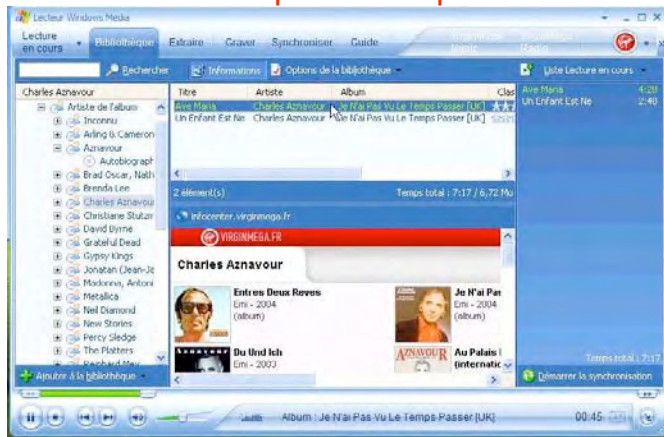 Lecteur Windows Media
Lecture
en cours
Bibliothèque
Extraire
Graver
Synchroniser
Guide
Rechercher
Informations
Options de la bibliothèque
Liste Lecture en cours
Charles Aznavour
Artiste de l'album
Inconnu
Arling & Cameron
Aznavour
Autobiograph
Brad Oscar, Nath
Brenda Lee
Charles Aznavour
Christiane Stutzm
David Byrne
Grateful Dead
Gypsy Kings
Jonatan (Jean-Je
Madonna, Antoni
Metallica
Neil Diamond
New Stories
Percy Sledge
The Platters
Reinhard Mey
Ajouter à la bibliothèque
Titre Artiste Album Clas
Ave Maria Charles Aznavour Je N'ai Pas Vu Le Temps Passer [UK]
Un Enfant Est Ne Charles Aznavour Je N'ai Pas Vu Le Temps Passer [UK]
2 élément(s) Temps total : 7:17 / 6,72 Mo
infocenter.virginmega.fr
VIRGINMEGA.FR
Charles Aznavour
Entres Deux Reves
Emi - 2004
(album)
Je N'ai Pas
Emi - 2004
(album)
Du Und Ich
Emi - 2003
AZNAVOUR
Au Palais
(internatic
Ave Maria 4:20
Un Enfant Est Ne 2:48
Temps total : 7:17
Démarrer la synchronisation
Album : Je N'ai Pas Vu Le Temps Passer [UK]
00:45